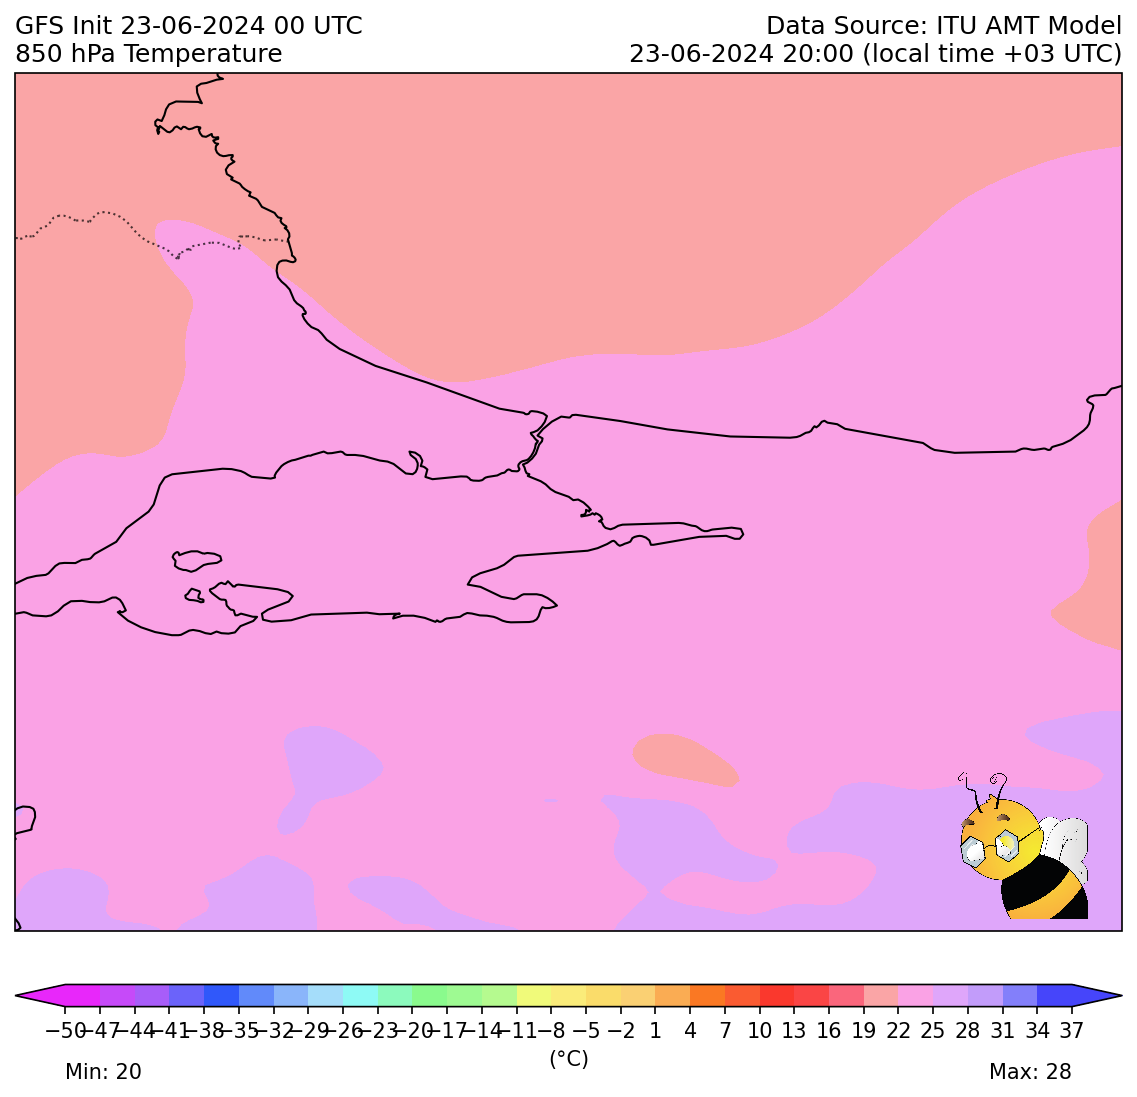 GFS Init 23-06-2024 00 UTC
850 hPa Temperature
Data Source: ITU AMT Model
23-06-2024 20:00 (local time +03 UTC)
−50 −47 −44 −41 −38 −35 −32 −29 −26 −23 −20 −17 −14 −11 −8 −5 −2 1 4 7 10 13 16 19 22 25 28 31 34 37
(°C)
Min: 20
Max: 28